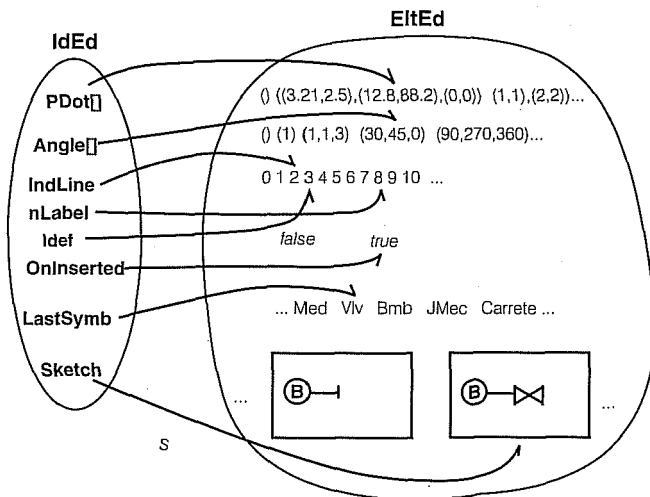 EltEd
IdEd
PDot[] () ((3.21,2.5),(12.8,88.2),(0,0)) (1,1),(2,2))...
Angle[] () (1) (1,1,3) (30,45,0) (90,270,360)...
IndLine 0 1 2 3 4 5 6 7 8 9 10 ...
nLabel
Idef false true
OnInserted
LastSymb ... Med Vlv Bmb JMec Carrete ...
Sketch
... B B ...
S